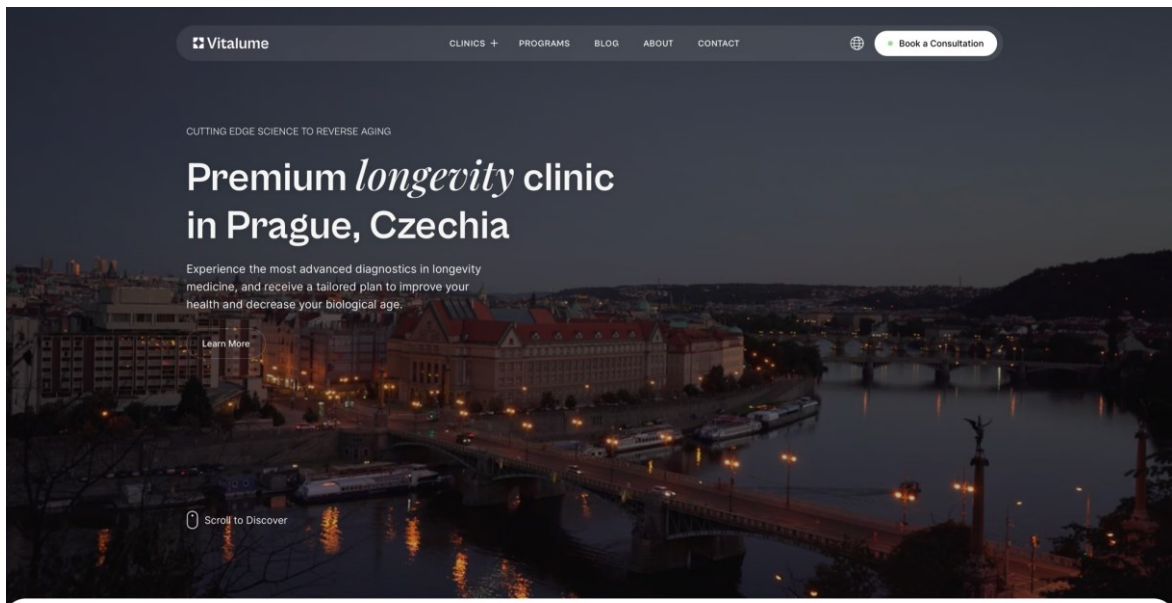 Vitalume
CLINICS +
PROGRAMS
BLOG
ABOUT
CONTACT
Book a Consultation
CUTTING EDGE SCIENCE TO REVERSE AGING
Premium longevity clinic
in Prague, Czechia
Experience the most advanced diagnostics in longevity
medicine, and receive a tailored plan to improve your
health and decrease your biological age.
Learn More
Scroll to Discover